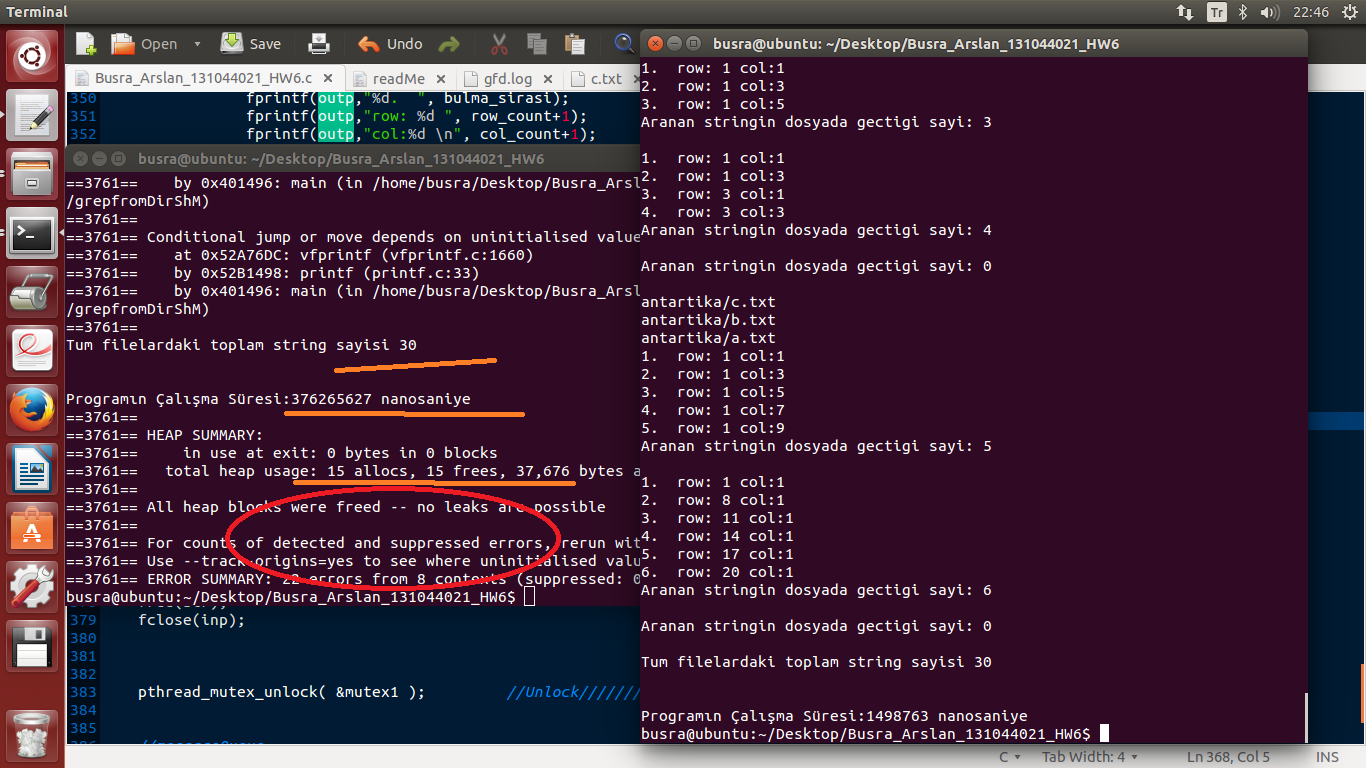 Terminal
Tr
22:46
Open
Save
Undo
Busra_Arslan_131044021_HW6.c
readMe
gfd.log
c.txt
350 fprintf(outp,"%d.  ", bulma_sirasi);
351 fprintf(outp,"row: %d ", row_count+1);
352 fprintf(outp,"col:%d \n", col_count+1);
busra@ubuntu: ~/Desktop/Busra_Arslan_131044021_HW6
==3761==    by 0x401496: main (in /home/busra/Desktop/Busra_Arsl
/grepfromDirShM)
==3761==
==3761== Conditional jump or move depends on uninitialised value
==3761==    at 0x52A76DC: vfprintf (vfprintf.c:1660)
==3761==    by 0x52B1498: printf (printf.c:33)
==3761==    by 0x401496: main (in /home/busra/Desktop/Busra_Arsl
/grepfromDirShM)
==3761==
Tum filelardaki toplam string sayisi 30
Programın Çalışma Süresi:376265627 nanosaniye
==3761==
==3761== HEAP SUMMARY:
==3761==     in use at exit: 0 bytes in 0 blocks
==3761==   total heap usage: 15 allocs, 15 frees, 37,676 bytes a
==3761==
==3761== All heap blocks were freed -- no leaks are possible
==3761==
==3761== For counts of detected and suppressed errors, rerun wit
==3761== Use --track-origins=yes to see where uninitialised valu
==3761== ERROR SUMMARY: 22 errors from 8 contexts (suppressed: 0
busra@ubuntu:~/Desktop/Busra_Arslan_131044021_HW6$
379 fclose(inp);
380
381
382
383 pthread_mutex_unlock( &mutex1 ); //Unlock///////
384
385
busra@ubuntu: ~/Desktop/Busra_Arslan_131044021_HW6
1.  row: 1 col:1
2.  row: 1 col:3
3.  row: 1 col:5
Aranan stringin dosyada gectigi sayi: 3
1.  row: 1 col:1
2.  row: 1 col:3
3.  row: 3 col:1
4.  row: 3 col:3
Aranan stringin dosyada gectigi sayi: 4
Aranan stringin dosyada gectigi sayi: 0
antartika/c.txt
antartika/b.txt
antartika/a.txt
1.  row: 1 col:1
2.  row: 1 col:3
3.  row: 1 col:5
4.  row: 1 col:7
5.  row: 1 col:9
Aranan stringin dosyada gectigi sayi: 5
1.  row: 1 col:1
2.  row: 8 col:1
3.  row: 11 col:1
4.  row: 14 col:1
5.  row: 17 col:1
6.  row: 20 col:1
Aranan stringin dosyada gectigi sayi: 6
Aranan stringin dosyada gectigi sayi: 0
Tum filelardaki toplam string sayisi 30
Programın Çalışma Süresi:1498763 nanosaniye
busra@ubuntu:~/Desktop/Busra_Arslan_131044021_HW6$
C
Tab Width: 4
Ln 368, Col 5
INS